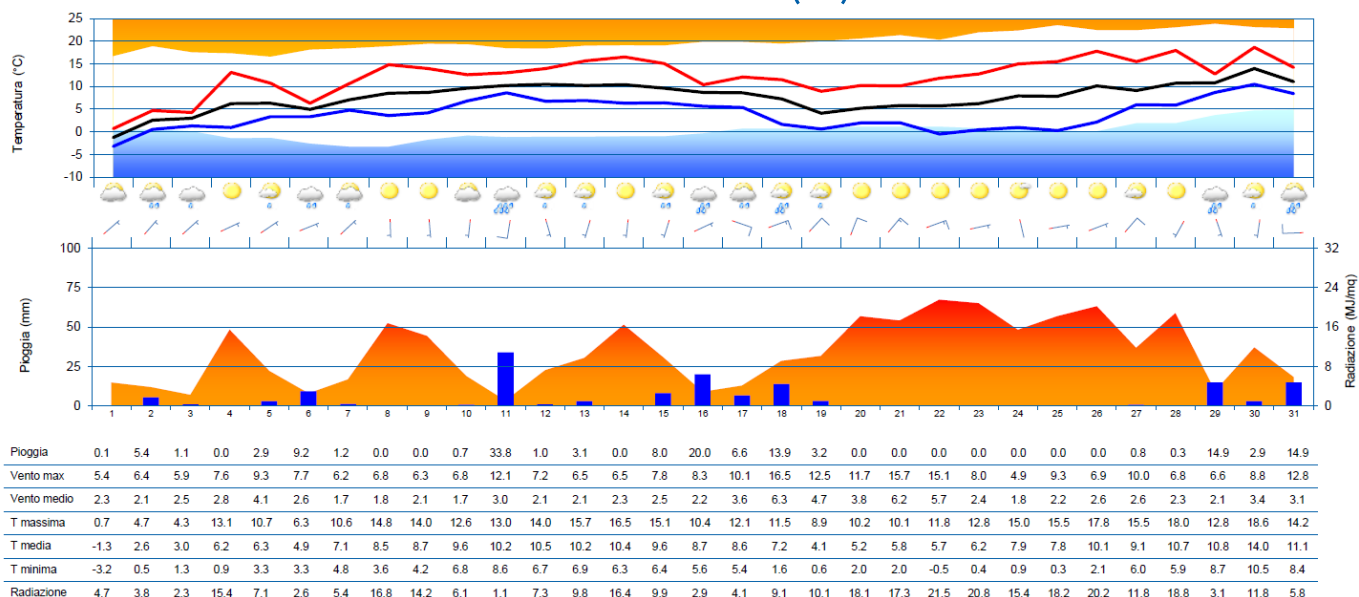 25
20
15
10
5
0
-5
-10
Temperatura (°C)
100
75
50
25
0
Pioggia (mm)
32
24
16
8
0
Radiazione (MJ/mq)
1 2 3 4 5 6 7 8 9 10 11 12 13 14 15 16 17 18 19 20 21 22 23 24 25 26 27 28 29 30 31
Pioggia 0.1 5.4 1.1 0.0 2.9 9.2 1.2 0.0 0.0 0.7 33.8 1.0 3.1 0.0 8.0 20.0 6.6 13.9 3.2 0.0 0.0 0.0 0.0 0.0 0.0 0.0 0.8 0.3 14.9 2.9 14.9
Vento max 5.4 6.4 5.9 7.6 9.3 7.7 6.2 6.8 6.3 6.8 12.1 7.2 6.5 6.5 7.8 8.3 10.1 16.5 12.5 11.7 15.7 15.1 8.0 4.9 9.3 6.9 10.0 6.8 6.6 8.8 12.8
Vento medio 2.3 2.1 2.5 2.8 4.1 2.6 1.7 1.8 2.1 1.7 3.0 2.1 2.1 2.3 2.5 2.2 3.6 6.3 4.7 3.8 6.2 5.7 2.4 1.8 2.2 2.6 2.6 2.3 2.1 3.4 3.1
T massima 0.7 4.7 4.3 13.1 10.7 6.3 10.6 14.8 14.0 12.6 13.0 14.0 15.7 16.5 15.1 10.4 12.1 11.5 8.9 10.2 10.1 11.8 12.8 15.0 15.5 17.8 15.5 18.0 12.8 18.6 14.2
T media -1.3 2.6 3.0 6.2 6.3 4.9 7.1 8.5 8.7 9.6 10.2 10.5 10.2 10.4 9.6 8.7 8.6 7.2 4.1 5.2 5.8 5.7 6.2 7.9 7.8 10.1 9.1 10.7 10.8 14.0 11.1
T minima -3.2 0.5 1.3 0.9 3.3 3.3 4.8 3.6 4.2 6.8 8.6 6.7 6.9 6.3 6.4 5.6 5.4 1.6 0.6 2.0 2.0 -0.5 0.4 0.9 0.3 2.1 6.0 5.9 8.7 10.5 8.4
Radiazione 4.7 3.8 2.3 15.4 7.1 2.6 5.4 16.8 14.2 6.1 1.1 7.3 9.8 16.4 9.9 2.9 4.1 9.1 10.1 18.1 17.3 21.5 20.8 15.4 18.2 20.2 11.8 18.8 3.1 11.8 5.8